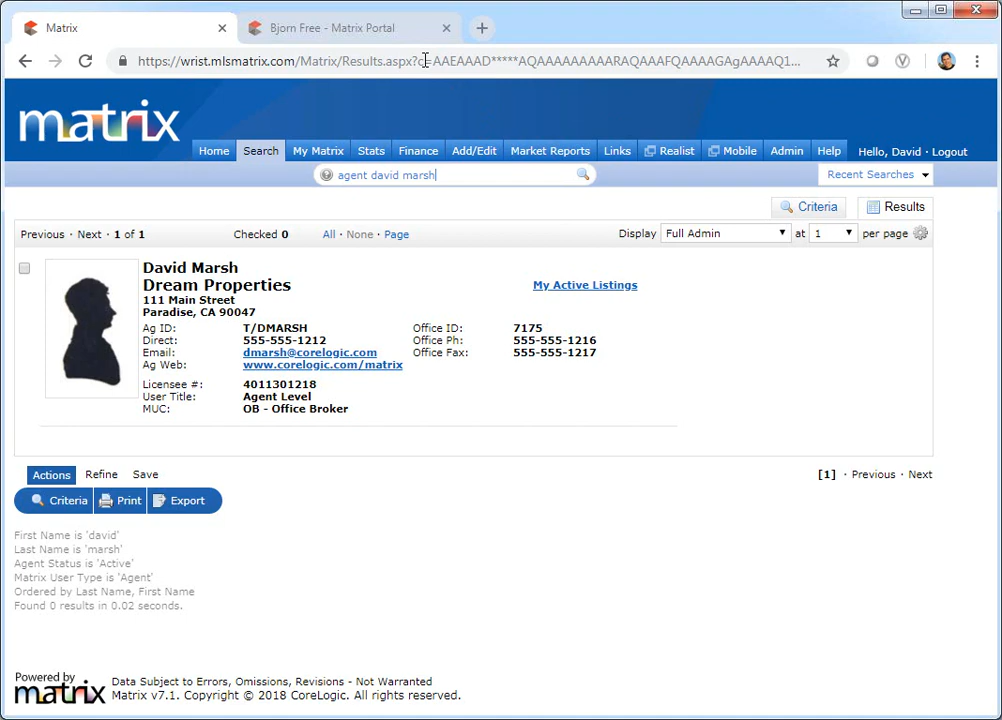 Matrix
Bjorn Free - Matrix Portal
https://wrist.mlsmatrix.com/Matrix/Results.aspx?c=AAEAAAD*****AQAAAAAAAAARAQAAAFQAAAAGAgAAAAQ1...
matrix
Home Search My Matrix Stats Finance Add/Edit Market Reports Links Realist Mobile Admin Help Hello, David · Logout
agent david marsh
Recent Searches
Criteria Results
Previous · Next · 1 of 1 Checked 0 All · None · Page Display Full Admin at 1 per page
David Marsh
Dream Properties My Active Listings
111 Main Street
Paradise, CA 90047
Ag ID: T/DMARSH Office ID: 7175
Direct: 555-555-1212 Office Ph: 555-555-1216
Email: dmarsh@corelogic.com Office Fax: 555-555-1217
Ag Web: www.corelogic.com/matrix
Licensee #: 4011301218
User Title: Agent Level
MUC: OB - Office Broker
Actions Refine Save [1] · Previous · Next
Criteria Print Export
First Name is 'david'
Last Name is 'marsh'
Agent Status is 'Active'
Matrix User Type is 'Agent'
Ordered by Last Name, First Name
Found 0 results in 0.02 seconds.
Powered by
matrix
Data Subject to Errors, Omissions, Revisions - Not Warranted
Matrix v7.1. Copyright © 2018 CoreLogic. All rights reserved.